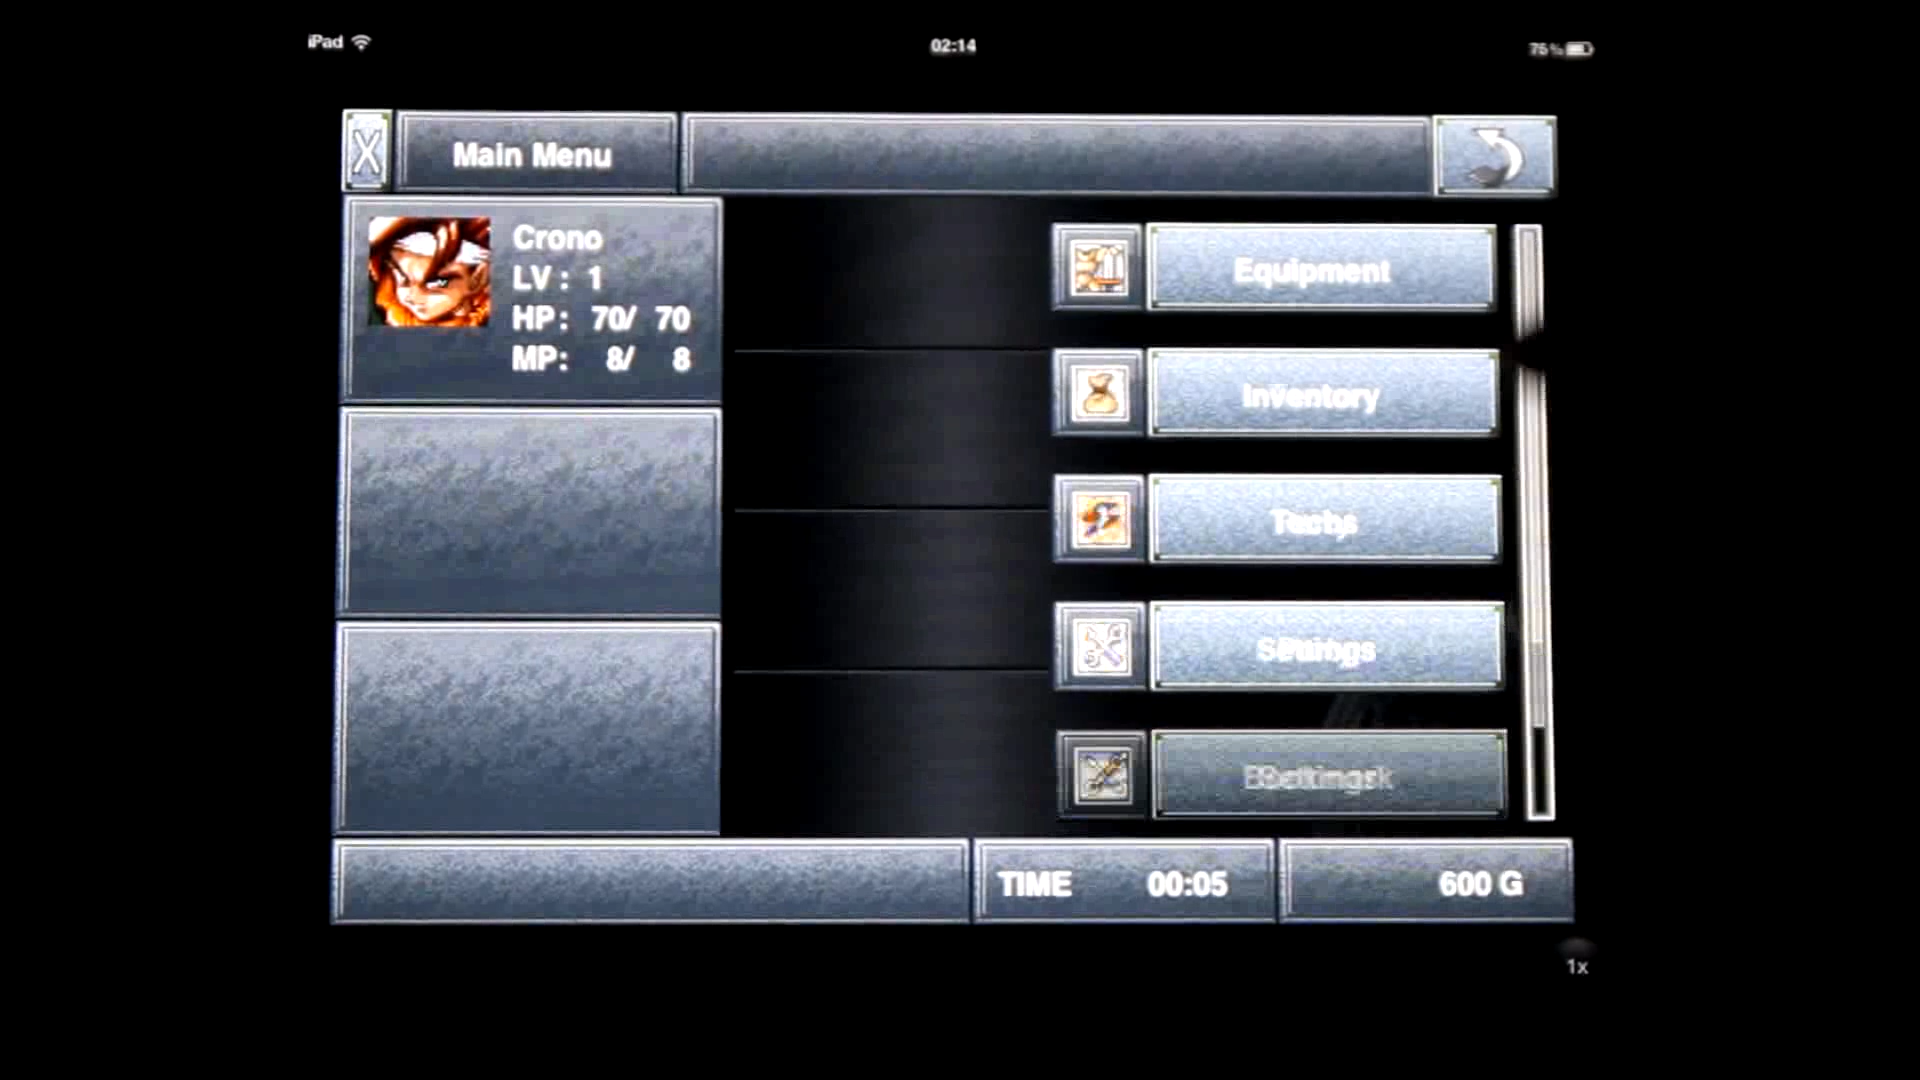 iPad
02:14
75%
X
Main Menu
Crono
LV : 1
HP: 70/ 70
MP: 8/ 8
Equipment
Inventory
Techs
TIME 00:05
600 G
1x